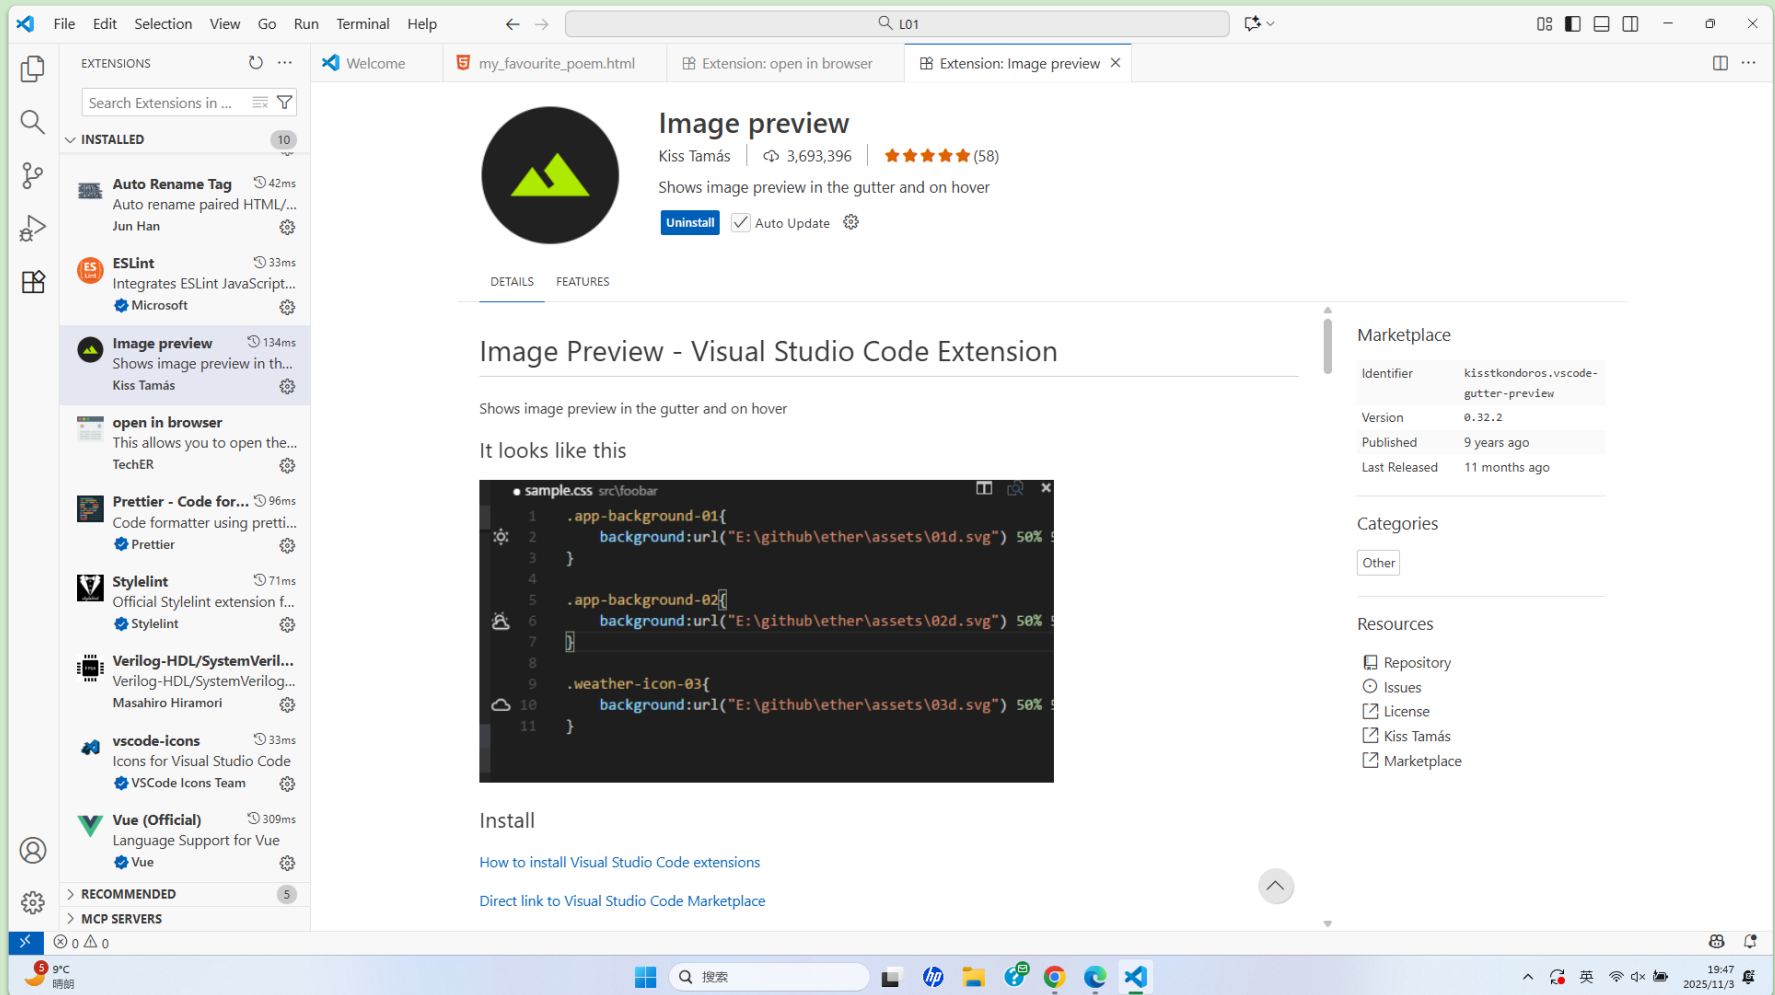 File Edit Selection View Go Run Terminal Help
L01
EXTENSIONS
Search Extensions in ...
INSTALLED 10
Auto Rename Tag 42ms
Auto rename paired HTML/...
Jun Han
ESLint 33ms
Integrates ESLint JavaScript...
Microsoft
Image preview 134ms
Shows image preview in th...
Kiss Tamás
open in browser
This allows you to open the...
TechER
Prettier - Code for... 96ms
Code formatter using pretti...
Prettier
Stylelint 71ms
Official Stylelint extension f...
Stylelint
Verilog-HDL/SystemVeril...
Verilog-HDL/SystemVerilog...
Masahiro Hiramori
vscode-icons 33ms
Icons for Visual Studio Code
VSCode Icons Team
Vue (Official) 309ms
Language Support for Vue
Vue
RECOMMENDED 5
MCP SERVERS
Welcome
my_favourite_poem.html
Extension: open in browser
Extension: Image preview
Image preview
Kiss Tamás 3,693,396 (58)
Shows image preview in the gutter and on hover
Uninstall Auto Update
DETAILS FEATURES
Image Preview - Visual Studio Code Extension
Shows image preview in the gutter and on hover
It looks like this
sample.css src\foobar
1 .app-background-01{
2 background:url("E:\github\ether\assets\01d.svg") 50%
3 }
4
5 .app-background-02{
6 background:url("E:\github\ether\assets\02d.svg") 50%
7 }
8
9 .weather-icon-03{
10 background:url("E:\github\ether\assets\03d.svg") 50%
11 }
Install
How to install Visual Studio Code extensions
Direct link to Visual Studio Code Marketplace
Marketplace
Identifier kisstkondoros.vscode-
gutter-preview
Version 0.32.2
Published 9 years ago
Last Released 11 months ago
Categories
Other
Resources
Repository
Issues
License
Kiss Tamás
Marketplace
0 0
5
9°C
晴朗
搜索
hp
英
19:47
2025/11/3